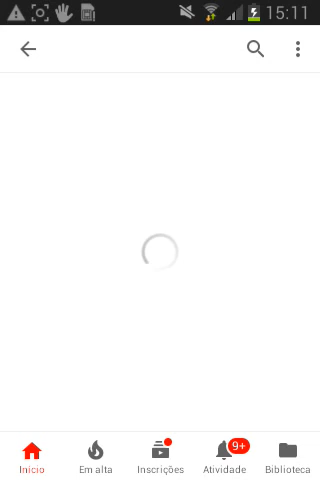 15:11
9+
Início
Em alta
Inscrições
Atividade
Biblioteca